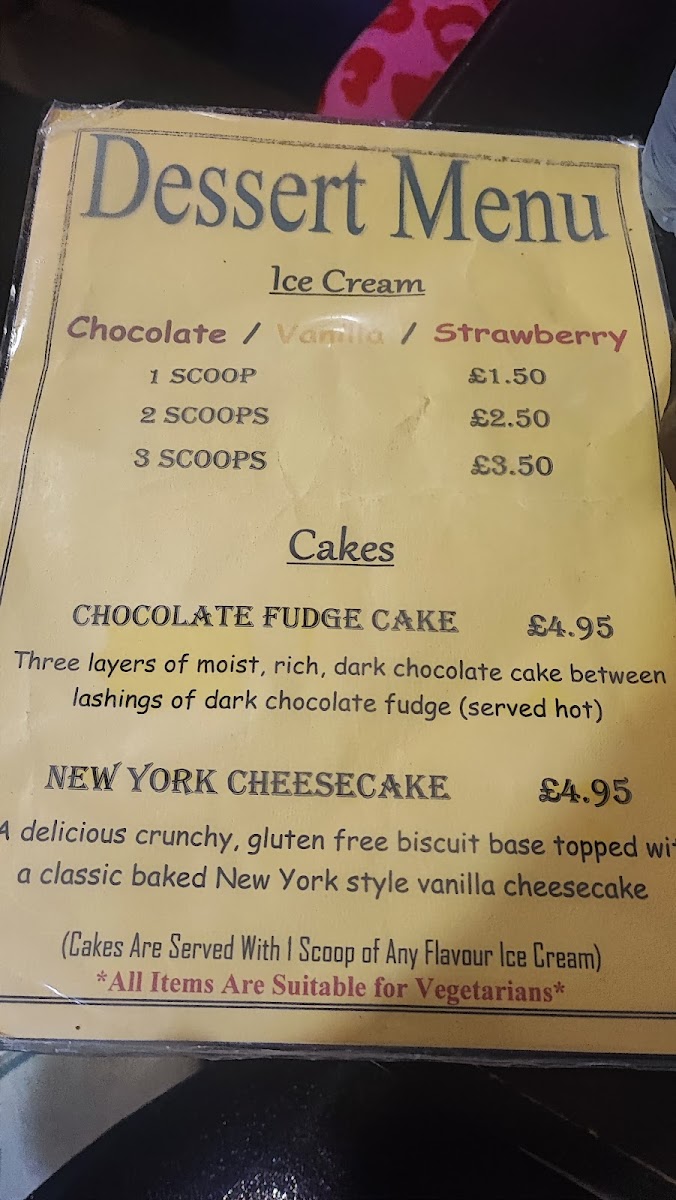 Dessert Menu
Ice Cream
Chocolate / Vanilla / Strawberry
1 SCOOP £1.50
2 SCOOPS £2.50
3 SCOOPS £3.50
Cakes
CHOCOLATE FUDGE CAKE £4.95
Three layers of moist, rich, dark chocolate cake between
lashings of dark chocolate fudge (served hot)
NEW YORK CHEESECAKE £4.95
A delicious crunchy, gluten free biscuit base topped wit
a classic baked New York style vanilla cheesecake
(Cakes Are Served With 1 Scoop of Any Flavour Ice Cream)
*All Items Are Suitable for Vegetarians*